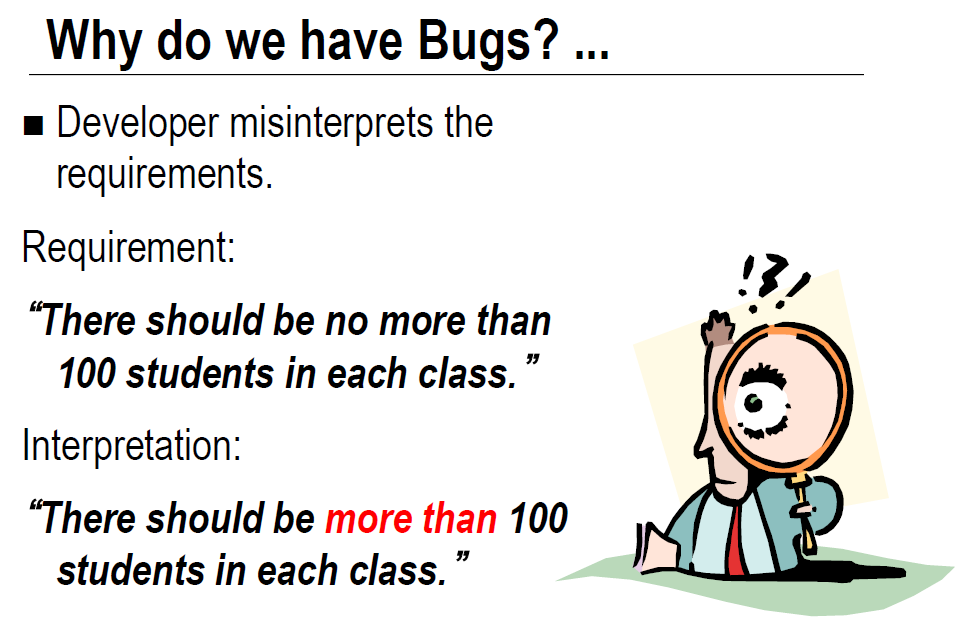 Why do we have Bugs? ...
■ Developer misinterprets the
requirements.
Requirement:
“There should be no more than
100 students in each class.”
Interpretation:
“There should be more than 100
students in each class.”
!?!